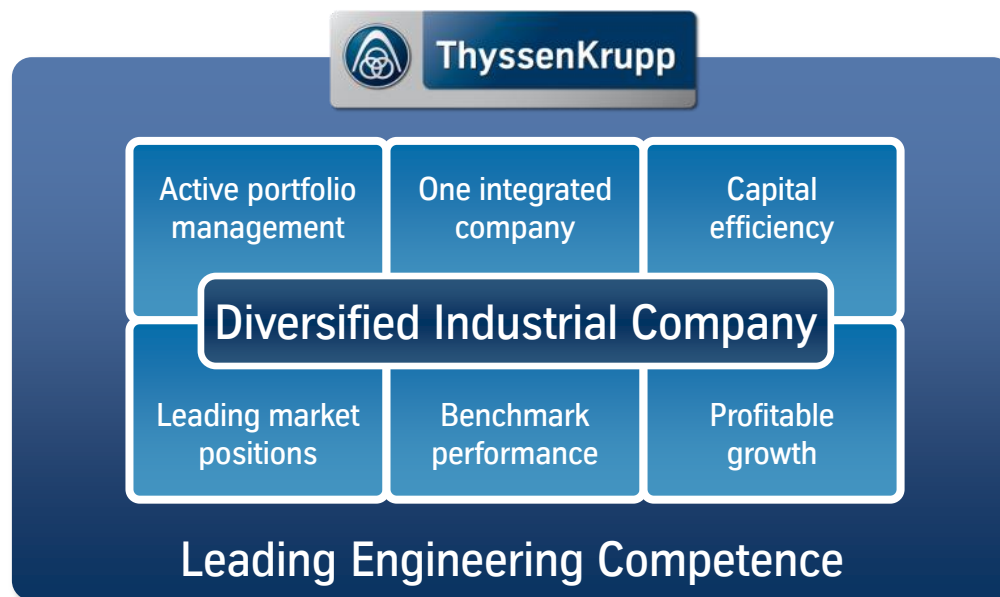 ThyssenKrupp
Active portfolio
management
One integrated
company
Capital
efficiency
Diversified Industrial Company
Leading market
positions
Benchmark
performance
Profitable
growth
Leading Engineering Competence